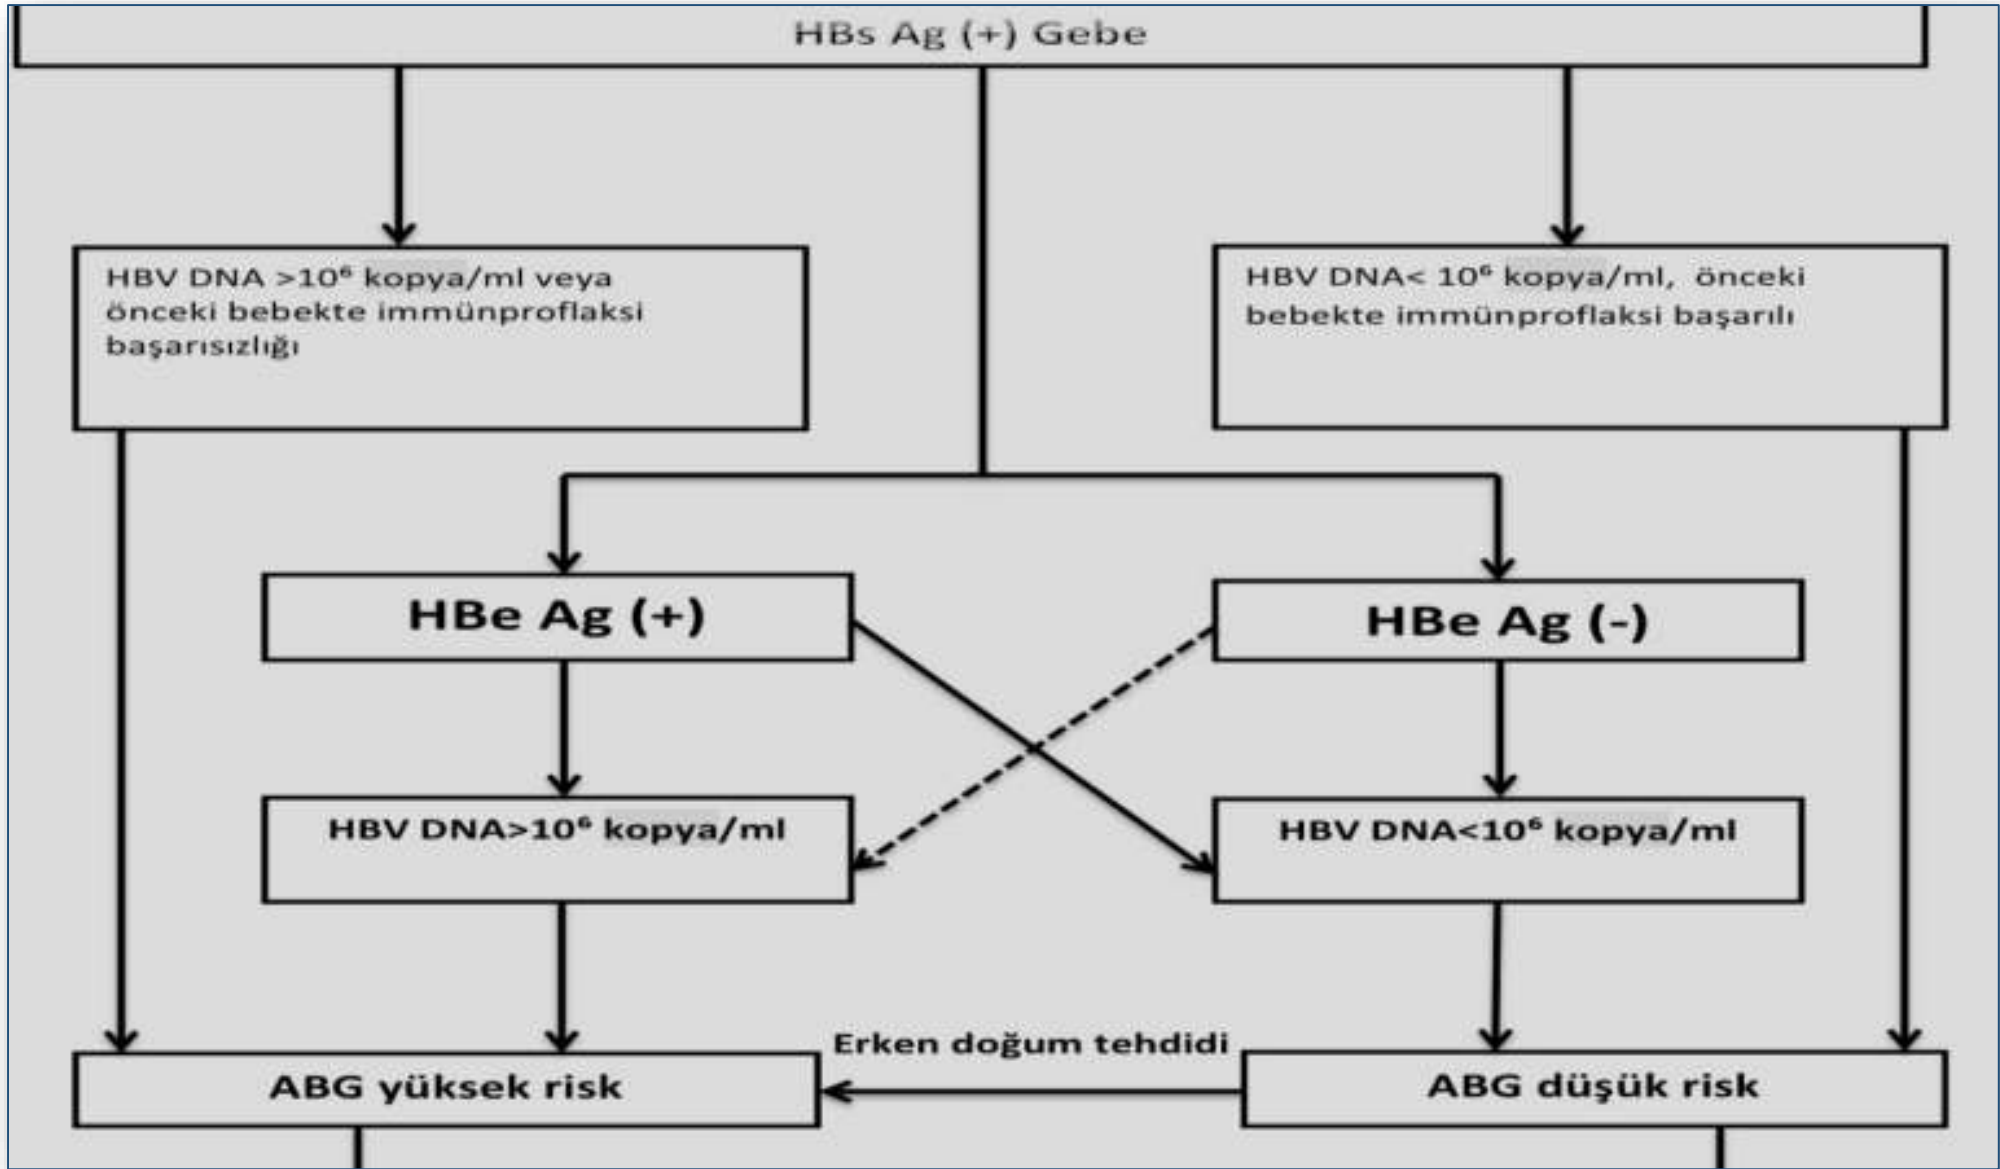 HBs Ag (+) Gebe
HBV DNA >10⁶ kopya/ml veya
önceki bebekte immünproflaksi
başarısızlığı
HBV DNA< 10⁶ kopya/ml, önceki
bebekte immünproflaksi başarılı
HBe Ag (+)
HBe Ag (-)
HBV DNA>10⁶ kopya/ml
HBV DNA<10⁶ kopya/ml
Erken doğum tehdidi
ABG yüksek risk
ABG düşük risk